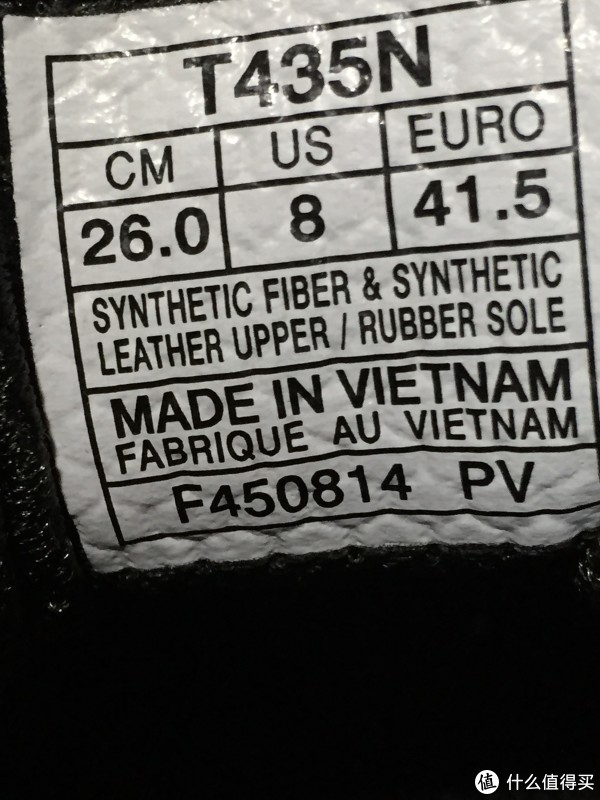 T435N
CM US EURO
26.0 8 41.5
SYNTHETIC FIBER & SYNTHETIC
LEATHER UPPER / RUBBER SOLE
MADE IN VIETNAM
FABRIQUE AU VIETNAM
F450814 PV
值 什么值得买